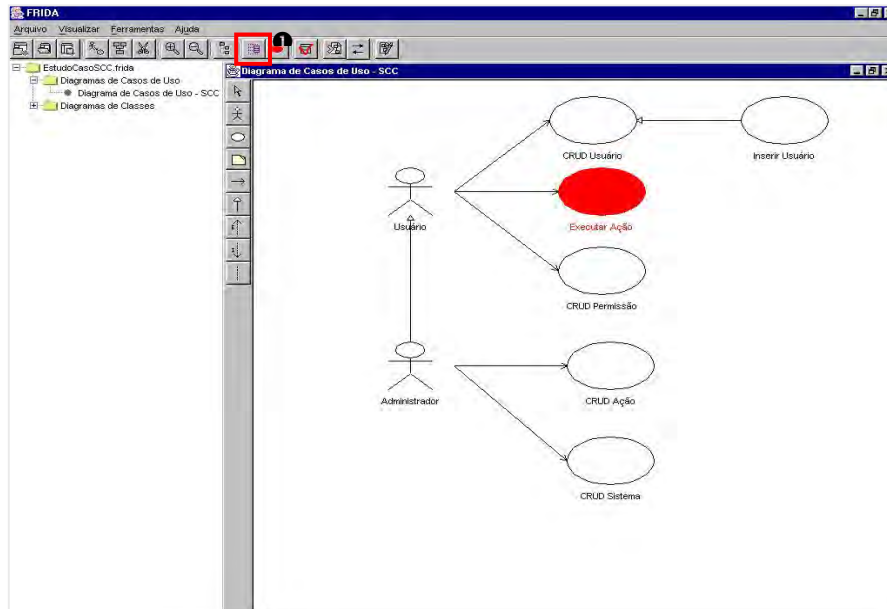 FRIDA
Arquivo Visualizar Ferramentas Ajuda
1
EstudoCasoSCC.frida
Diagramas de Casos de Uso
Diagrama de Casos de Uso - SCC
Diagramas de Classes
Diagrama de Casos de Uso - SCC
CRUD Usuário
Inserir Usuário
Usuário
Executar Ação
CRUD Permissão
Administrador
CRUD Ação
CRUD Sistema